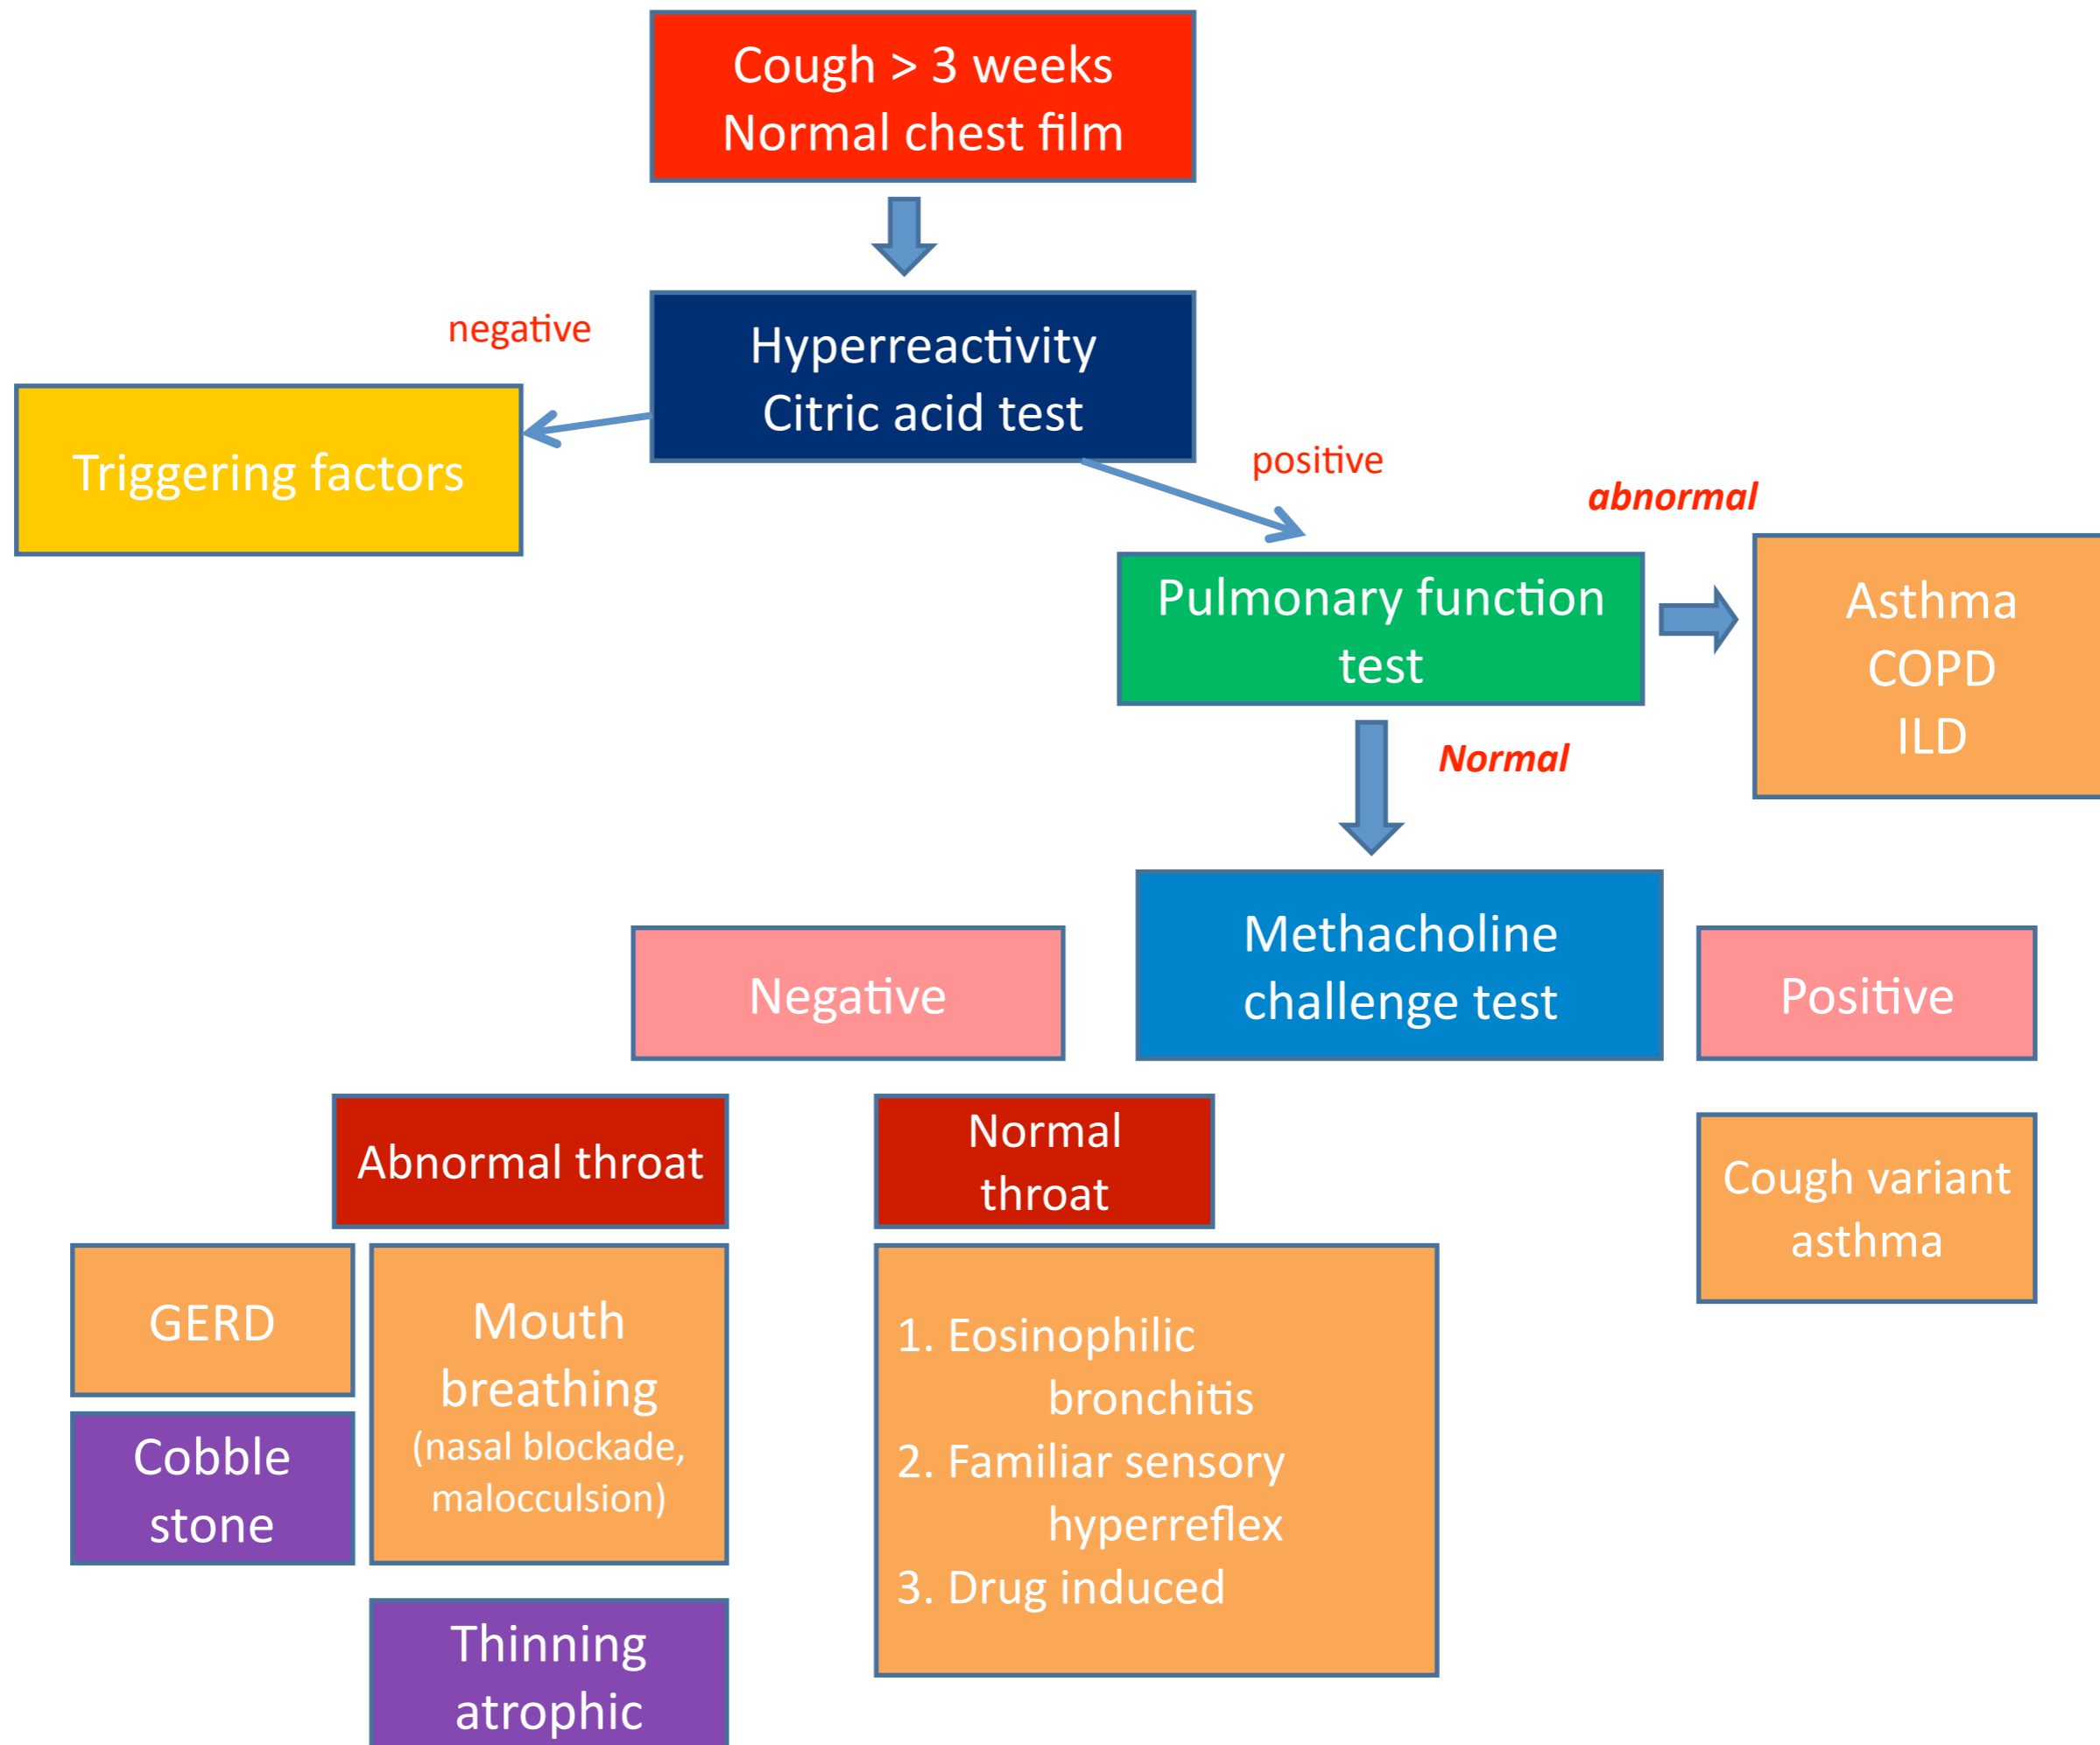 Cough > 3 weeks
Normal chest film
negative
Hyperreactivity
Citric acid test
Triggering factors
positive
abnormal
Pulmonary function
test
Asthma
COPD
ILD
Normal
Negative
Methacholine
challenge test
Positive
Abnormal throat
Normal
throat
Cough variant
asthma
GERD
Cobble
stone
Mouth
breathing
(nasal blockade,
malocculsion)
Thinning
atrophic
1. Eosinophilic
bronchitis
2. Familiar sensory
hyperreflex
3. Drug induced